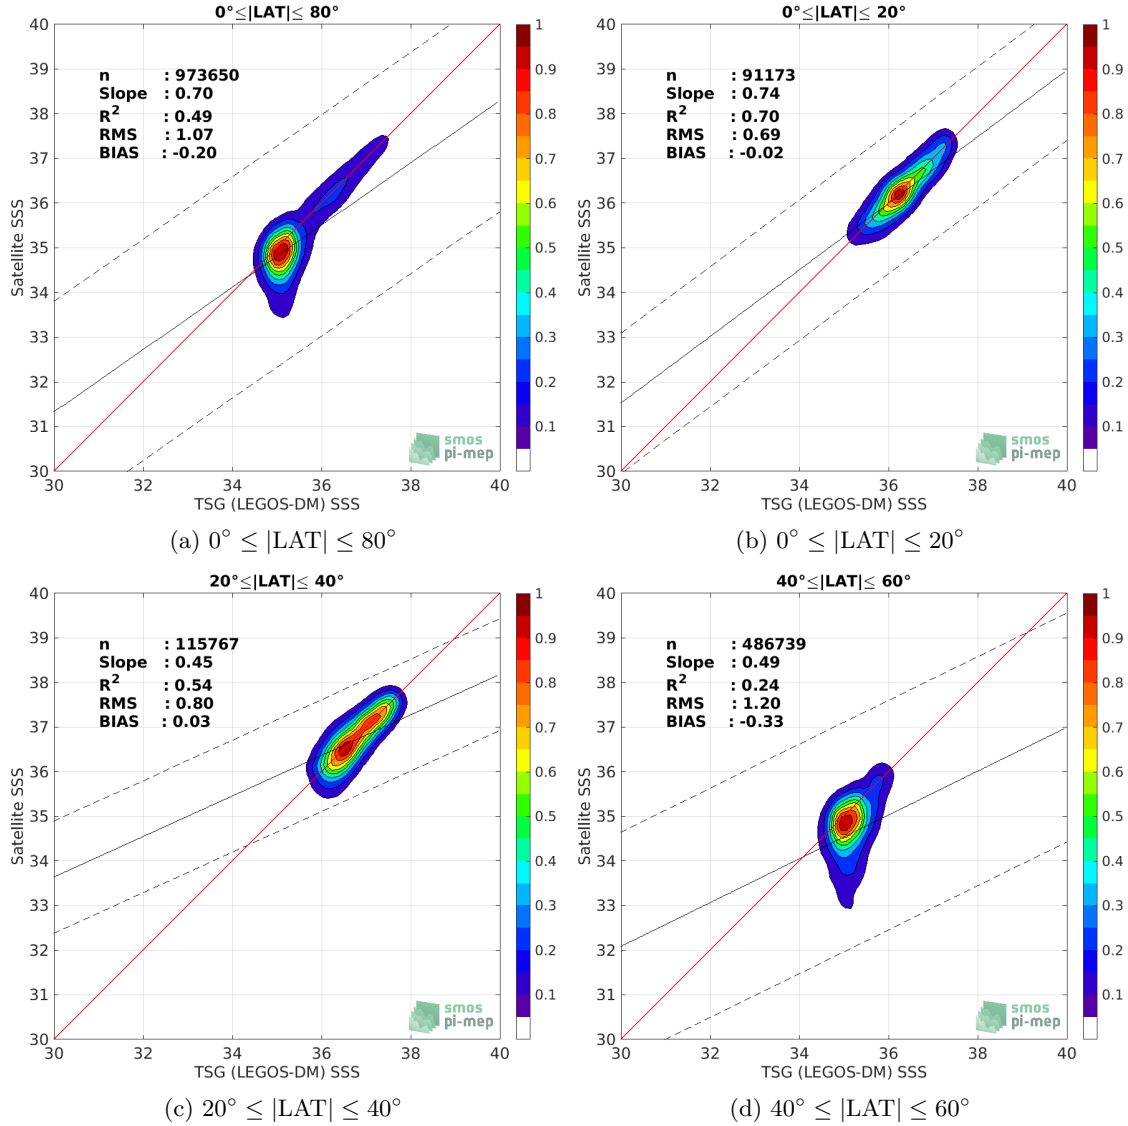 0°≤|LAT|≤ 80°
n : 973650
Slope : 0.70
R² : 0.49
RMS : 1.07
BIAS : -0.20
Satellite SSS
40
39
38
37
36
35
34
33
32
31
30
30 32 34 36 38 40
TSG (LEGOS-DM) SSS
1
0.9
0.8
0.7
0.6
0.5
0.4
0.3
0.2
0.1
smos
pi-mep
(a) 0° ≤ |LAT| ≤ 80°
0°≤|LAT|≤ 20°
n : 91173
Slope : 0.74
R² : 0.70
RMS : 0.69
BIAS : -0.02
Satellite SSS
40
39
38
37
36
35
34
33
32
31
30
30 32 34 36 38 40
TSG (LEGOS-DM) SSS
1
0.9
0.8
0.7
0.6
0.5
0.4
0.3
0.2
0.1
smos
pi-mep
(b) 0° ≤ |LAT| ≤ 20°
20°≤|LAT|≤ 40°
n : 115767
Slope : 0.45
R² : 0.54
RMS : 0.80
BIAS : 0.03
Satellite SSS
40
39
38
37
36
35
34
33
32
31
30
30 32 34 36 38 40
TSG (LEGOS-DM) SSS
1
0.9
0.8
0.7
0.6
0.5
0.4
0.3
0.2
0.1
smos
pi-mep
(c) 20° ≤ |LAT| ≤ 40°
40°≤|LAT|≤ 60°
n : 486739
Slope : 0.49
R² : 0.24
RMS : 1.20
BIAS : -0.33
Satellite SSS
40
39
38
37
36
35
34
33
32
31
30
30 32 34 36 38 40
TSG (LEGOS-DM) SSS
1
0.9
0.8
0.7
0.6
0.5
0.4
0.3
0.2
0.1
smos
pi-mep
(d) 40° ≤ |LAT| ≤ 60°